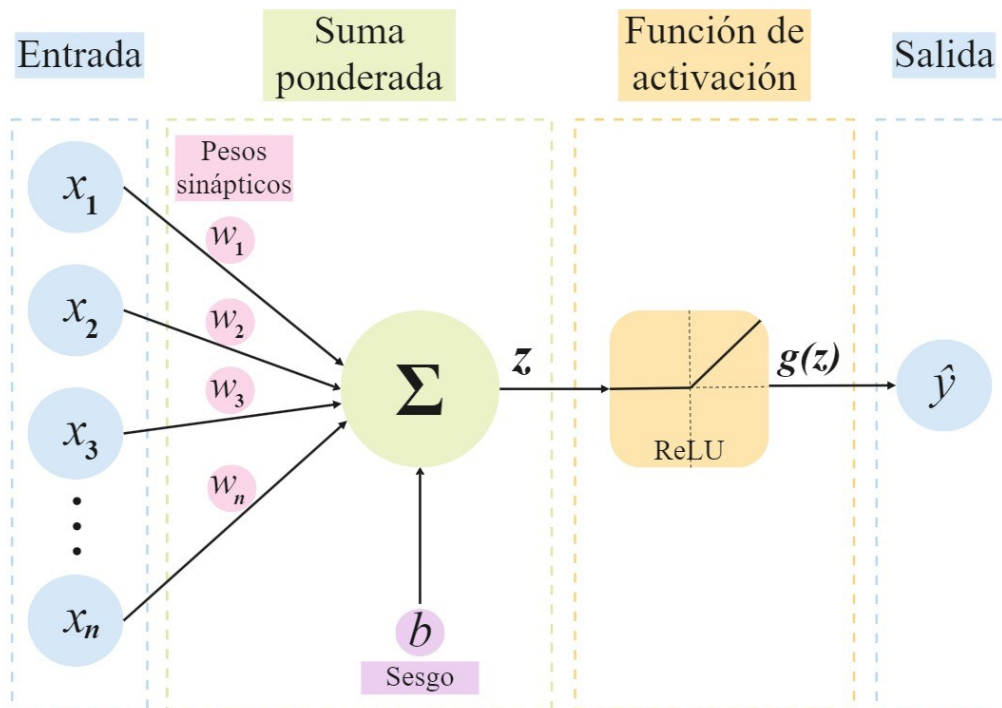 Entrada
Suma
ponderada
Función de
activación
Salida
Pesos
sinápticos
x₁
w₁
x₂
w₂
x₃
w₃
wₙ
xₙ
Σ
z
ReLU
g(z)
ŷ
b
Sesgo